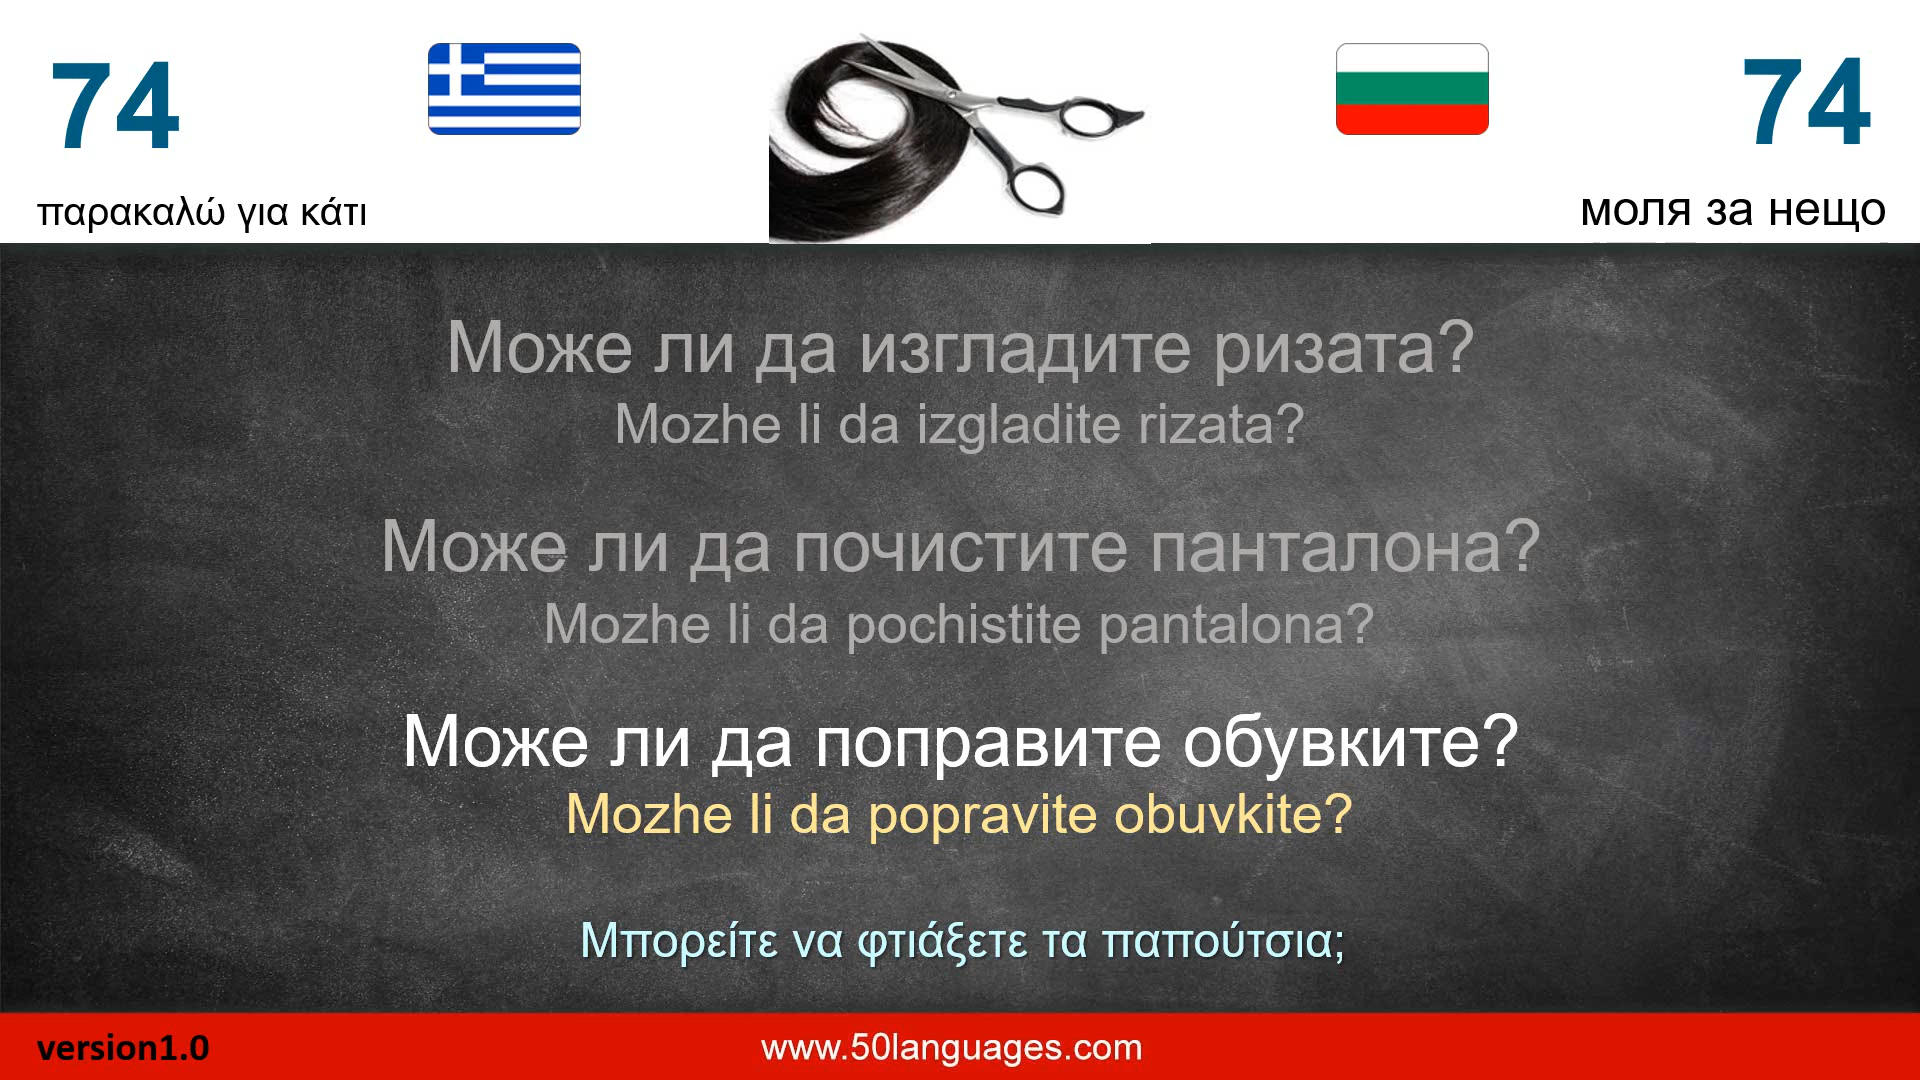 74
74
παρακαλώ για κάτι
моля за нещо
Може ли да изгладите ризата?
Mozhe li da izgladite rizata?
Може ли да почистите панталона?
Mozhe li da pochistite pantalona?
Може ли да поправите обувките?
Mozhe li da popravite obuvkite?
Μπορείτε να φτιάξετε τα παπούτσια;
version1.0
www.50languages.com